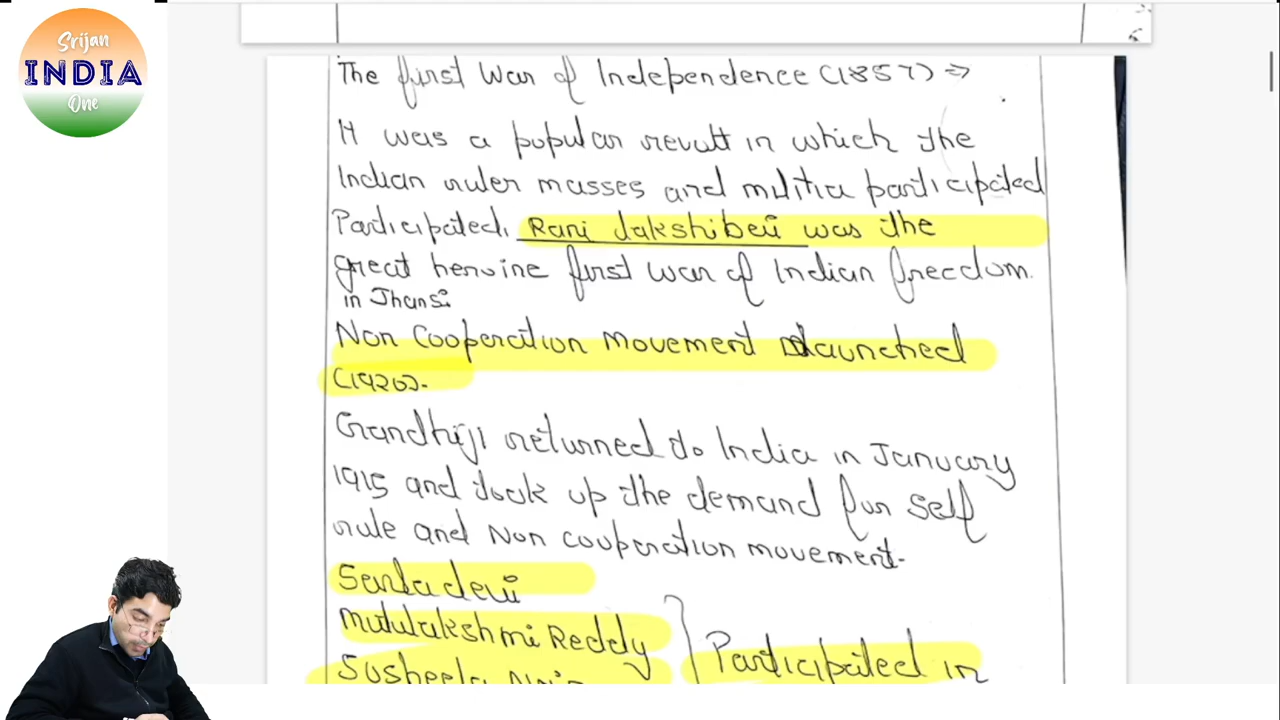 Srijan
INDIA
One
The first War of Independence (1857) ⇒
It was a popular revolt in which the
Indian ruler masses and militia participated
Participated. Rani Lakshibai was the
great heroine first war of Indian freedom.
in Jhansi
Non Cooperation Movement launched
(1920).
Gandhiji returned to India in January
1915 and took up the demand for self
rule and Non cooperation movement.
Sarla devi
Mutulakshmi Reddy
Susheela
Participated in